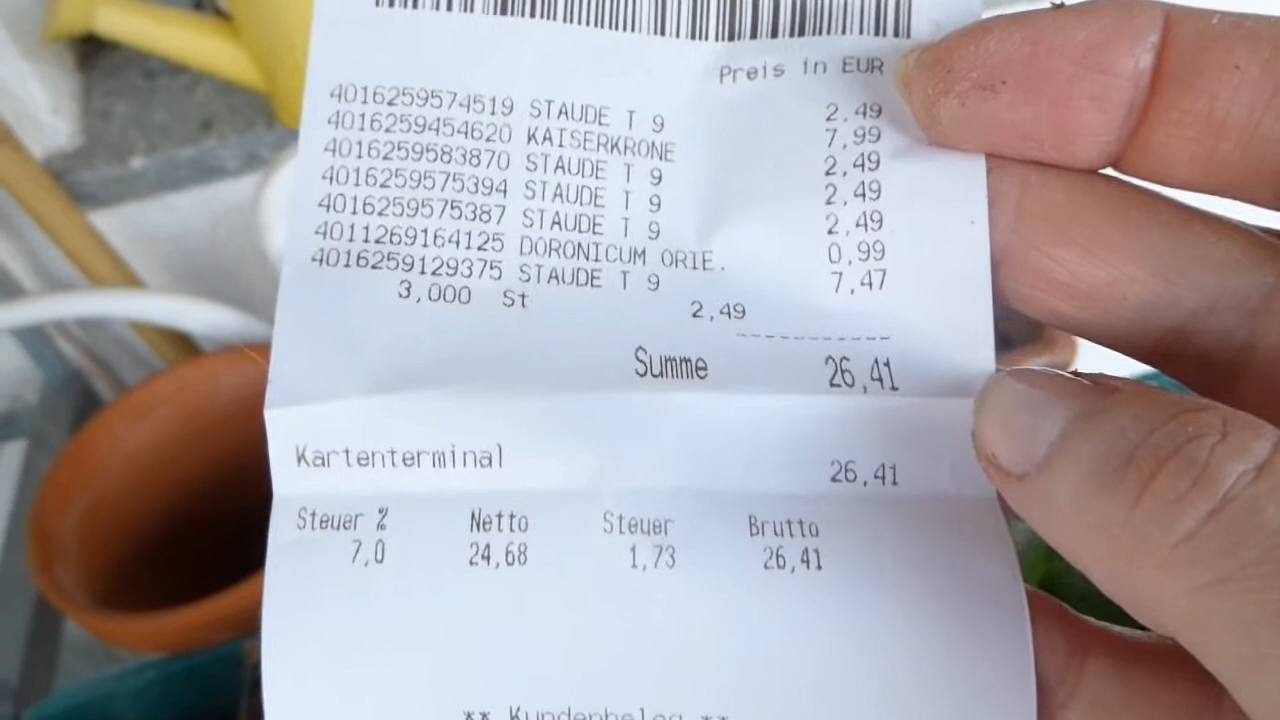 Preis in EUR
4016259574519 STAUDE T 9 2,49
4016259454620 KAISERKRONE 7,99
4016259583870 STAUDE T 9 2,49
4016259575394 STAUDE T 9 2,49
4016259575387 STAUDE T 9 2,49
4011269164125 DORONICUM ORIE. 0,99
4016259129375 STAUDE T 9 7,47
3,000 St 2,49
Summe 26,41
Kartenterminal 26,41
Steuer % Netto Steuer Brutto
7,0 24,68 1,73 26,41
** Kundenbeleg **